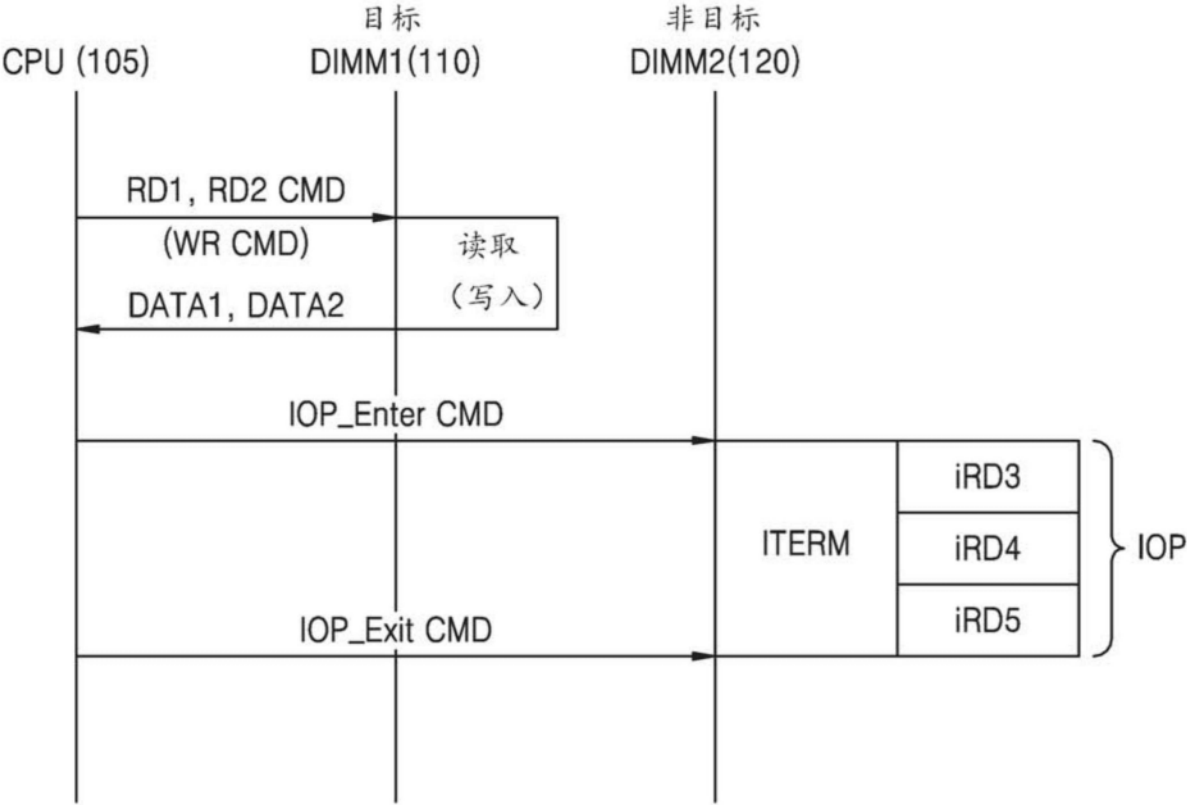 目标
非目标
CPU (105)
DIMM1(110)
DIMM2(120)
RD1, RD2 CMD
(WR CMD)
读取
(写入)
DATA1, DATA2
IOP_Enter CMD
ITERM
iRD3
iRD4
iRD5
IOP
IOP_Exit CMD